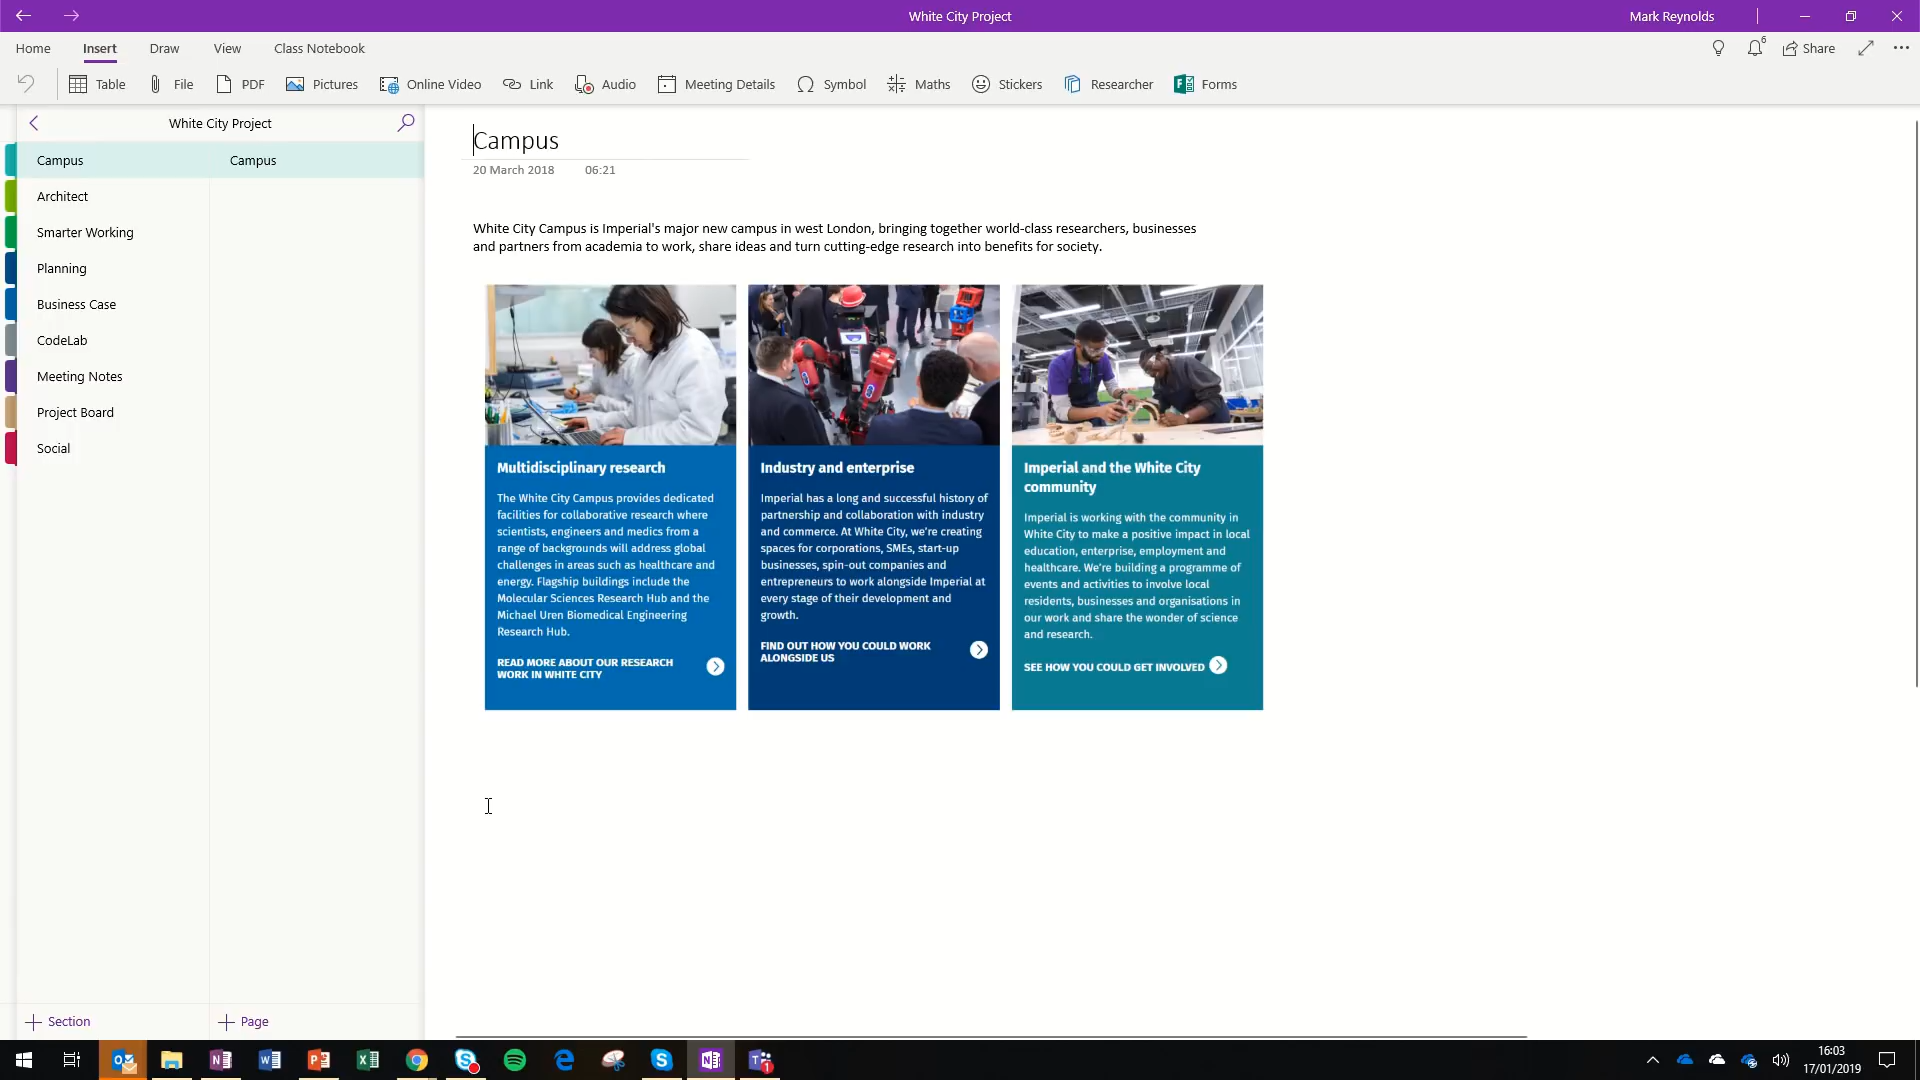 White City Project
Mark Reynolds
Home
Insert
Draw
View
Class Notebook
6
Share
Table
File
PDF
Pictures
Online Video
Link
Audio
Meeting Details
Symbol
Maths
Stickers
Researcher
Forms
White City Project
Campus
Architect
Smarter Working
Planning
Business Case
CodeLab
Meeting Notes
Project Board
Social
Campus
Section
Page
Campus
20 March 2018 06:21
White City Campus is Imperial's major new campus in west London, bringing together world-class researchers, businesses
and partners from academia to work, share ideas and turn cutting-edge research into benefits for society.
Multidisciplinary research
The White City Campus provides dedicated
facilities for collaborative research where
scientists, engineers and medics from a
range of backgrounds will address global
challenges in areas such as healthcare and
energy. Flagship buildings include the
Molecular Sciences Research Hub and the
Michael Uren Biomedical Engineering
Research Hub.
READ MORE ABOUT OUR RESEARCH
WORK IN WHITE CITY
Industry and enterprise
Imperial has a long and successful history of
partnership and collaboration with industry
and commerce. At White City, we're creating
spaces for corporations, SMEs, start-up
businesses, spin-out companies and
entrepreneurs to work alongside Imperial at
every stage of their development and
growth.
FIND OUT HOW YOU COULD WORK
ALONGSIDE US
Imperial and the White City
community
Imperial is working with the community in
White City to make a positive impact in local
education, enterprise, employment and
healthcare. We're building a programme of
events and activities to involve local
residents, businesses and organisations in
our work and share the wonder of science
and research.
SEE HOW YOU COULD GET INVOLVED
16:03
17/01/2019